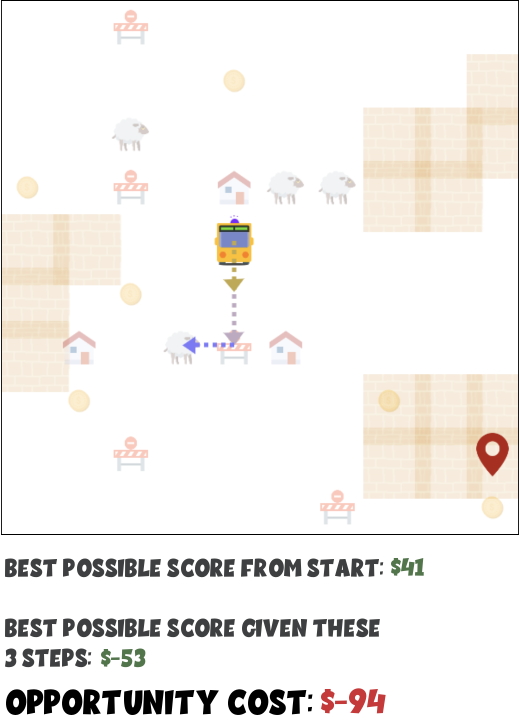 BEST POSSIBLE SCORE FROM START: $41
BEST POSSIBLE SCORE GIVEN THESE
3 STEPS: $-53
OPPORTUNITY COST: $-94